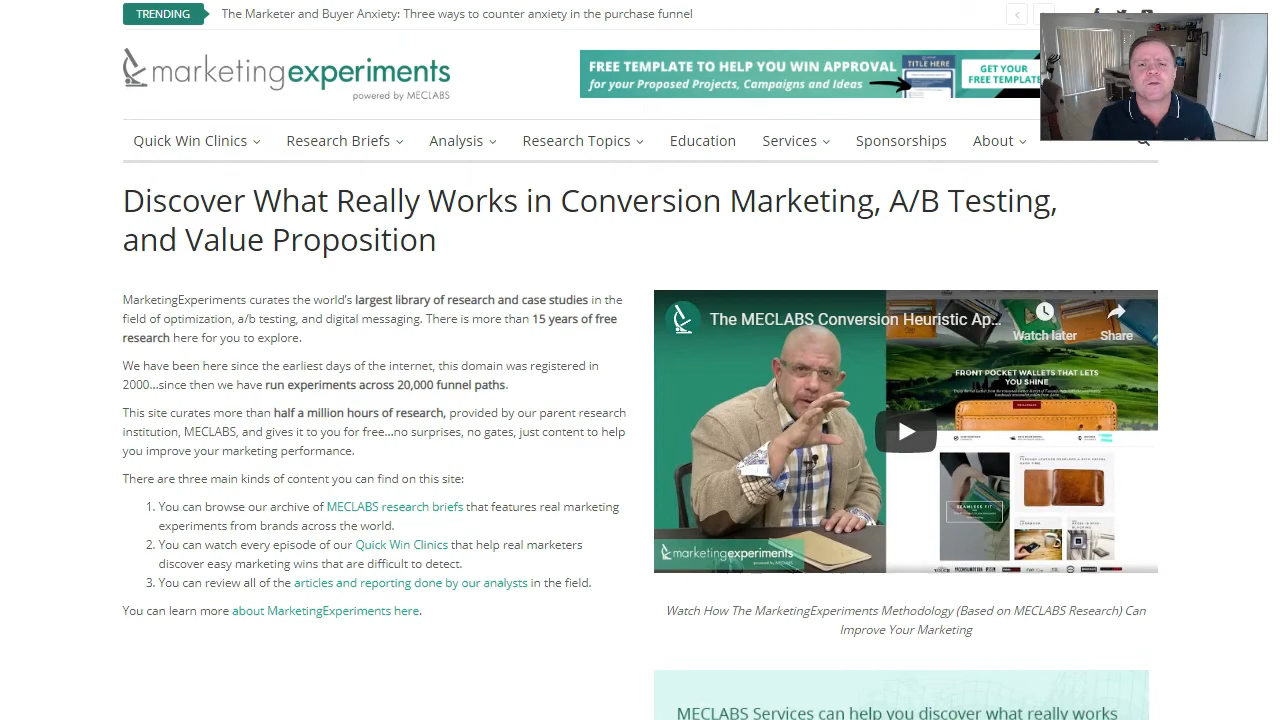 TRENDING
The Marketer and Buyer Anxiety: Three ways to counter anxiety in the purchase funnel
marketingexperiments
powered by MECLABS
FREE TEMPLATE TO HELP YOU WIN APPROVAL
for your Proposed Projects, Campaigns and Ideas
TITLE HERE
GET YOUR
FREE TEMPLATE
Quick Win Clinics
Research Briefs
Analysis
Research Topics
Education
Services
Sponsorships
About
Discover What Really Works in Conversion Marketing, A/B Testing,
and Value Proposition
MarketingExperiments curates the world's largest library of research and case studies in the
field of optimization, a/b testing, and digital messaging. There is more than 15 years of free
research here for you to explore.
We have been here since the earliest days of the internet, this domain was registered in
2000…since then we have run experiments across 20,000 funnel paths.
This site curates more than half a million hours of research, provided by our parent research
institution, MECLABS, and gives it to you for free…no surprises, no gates, just content to help
you improve your marketing performance.
There are three main kinds of content you can find on this site:
1. You can browse our archive of MECLABS research briefs that features real marketing
experiments from brands across the world.
2. You can watch every episode of our Quick Win Clinics that help real marketers
discover easy marketing wins that are difficult to detect.
3. You can review all of the articles and reporting done by our analysts in the field.
You can learn more about MarketingExperiments here.
The MECLABS Conversion Heuristic Ap...
Watch later
Share
FRONT POCKET WALLETS THAT LETS
YOU SHINE
SEAMLESS FIT
marketingexperiments
powered by MECLABS
Watch How The MarketingExperiments Methodology (Based on MECLABS Research) Can
Improve Your Marketing
MECLABS Services can help you discover what really works